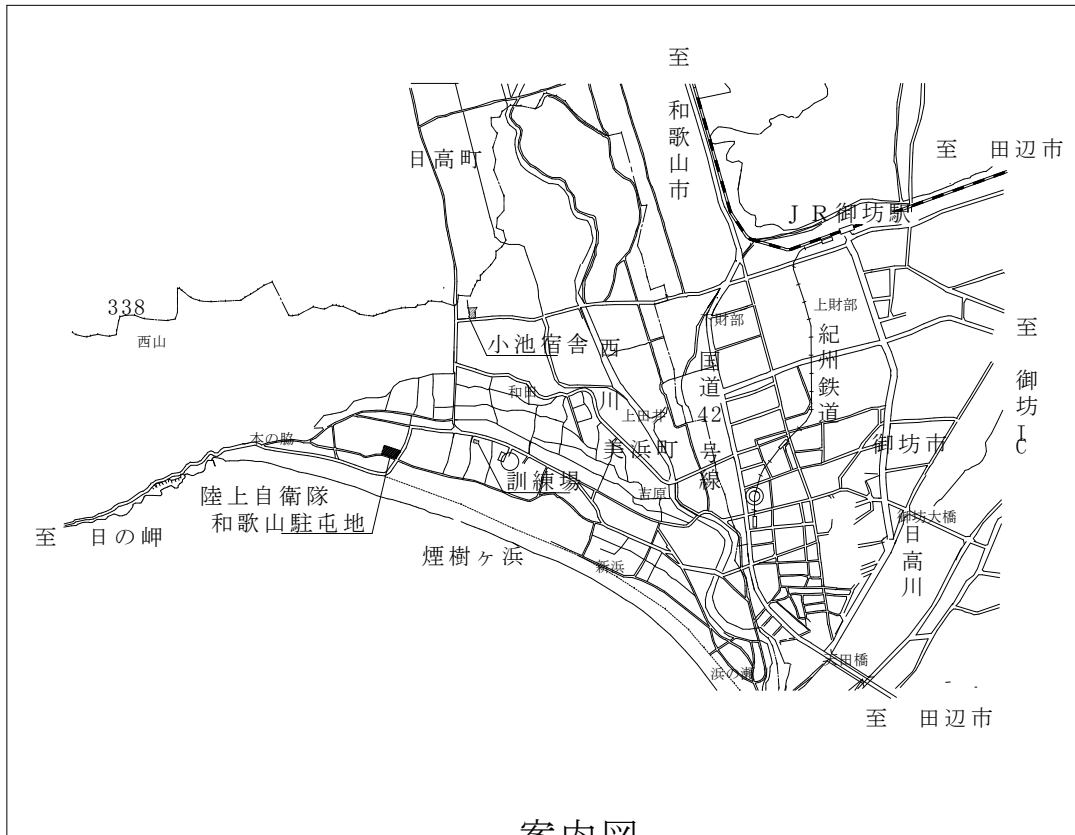 至 和歌山市
日高町
至 田辺市
ＪＲ御坊駅
338
西山
小池宿舎
西川
下財部
上財部
国道42号線
紀州鉄道
至 御坊IC
和田
上田井
美浜町
御坊市
本の脇
訓練場
吉原
陸上自衛隊
和歌山駐屯地
至 日の岬
煙樹ヶ浜
新浜
御坊大橋
日高川
浜の瀬
天田橋
至 田辺市
案内図